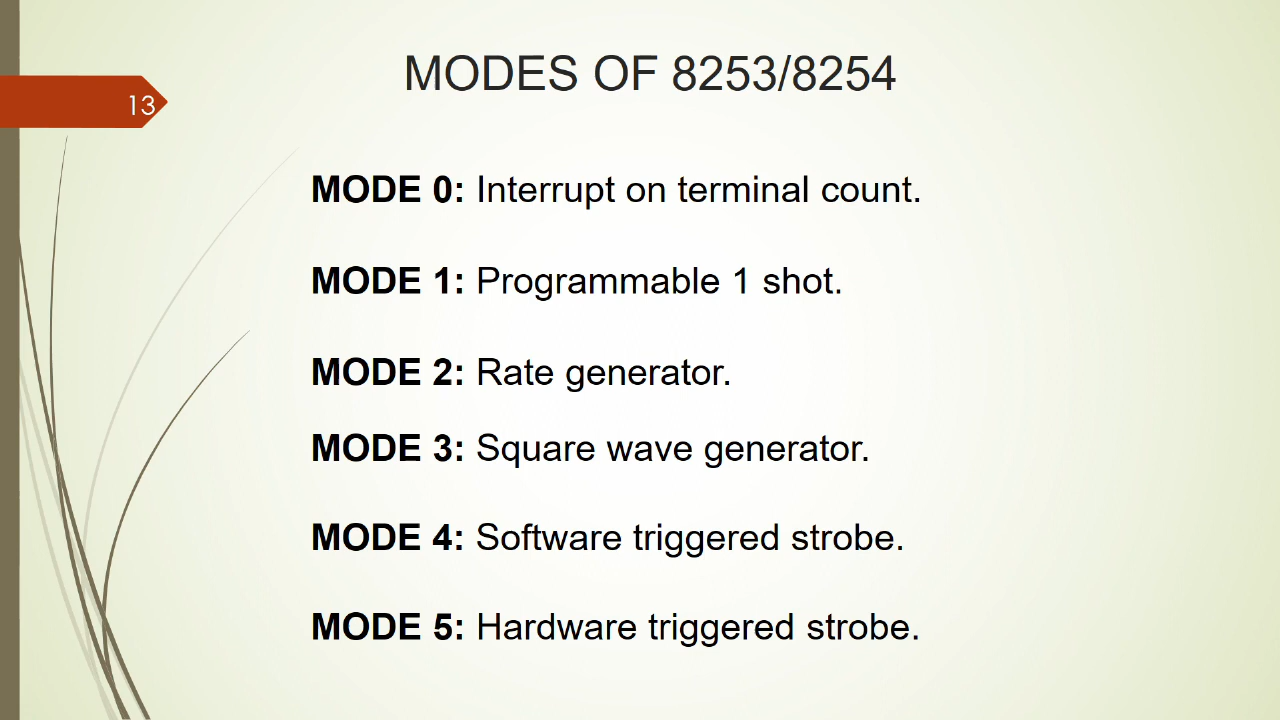 MODES OF 8253/8254
13
MODE 0: Interrupt on terminal count.
MODE 1: Programmable 1 shot.
MODE 2: Rate generator.
MODE 3: Square wave generator.
MODE 4: Software triggered strobe.
MODE 5: Hardware triggered strobe.